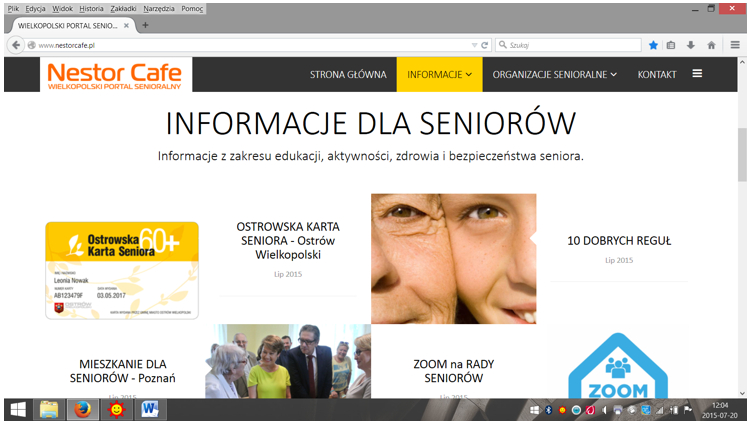 Plik Edycja Widok Historia Zakładki Narzędzia Pomoc
WIELKOPOLSKI PORTAL SENIO...
www.nestorcafe.pl
Szukaj
Nestor Cafe
WIELKOPOLSKI PORTAL SENIORALNY
STRONA GŁÓWNA INFORMACJE ORGANIZACJE SENIORALNE KONTAKT
INFORMACJE DLA SENIORÓW
Informacje z zakresu edukacji, aktywności, zdrowia i bezpieczeństwa seniora.
Ostrowska
Karta Seniora
60+
Leonia Nowak
AB123479F
03.05.2017
OSTROWSKA KARTA
SENIORA - Ostrów
Wielkopolski
Lip 2015
10 DOBRYCH REGUŁ
Lip 2015
MIESZKANIE DLA
SENIORÓW - Poznań
ZOOM na RADY
SENIORÓW
ZOOM
12:04
2015-07-20